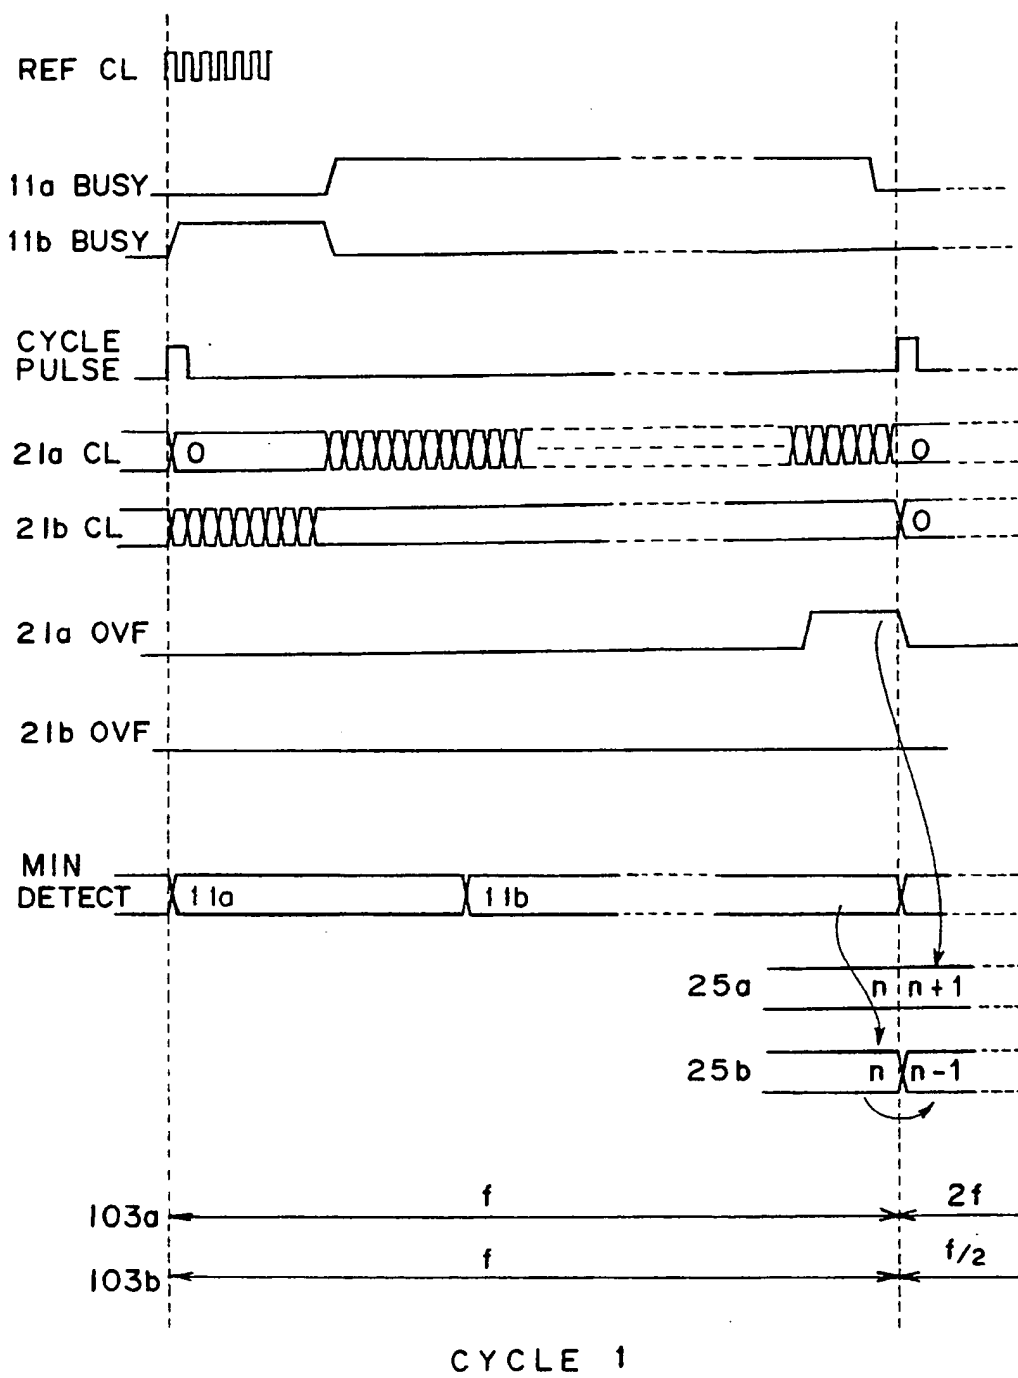 REF CL
11a BUSY
11b BUSY
CYCLE
PULSE
21a CL 0 0
21b CL 0
21a OVF
21b OVF
MIN
DETECT 11a 11b
25a n n+1
25b n n-1
103a f 2f
103b f f/2
CYCLE 1